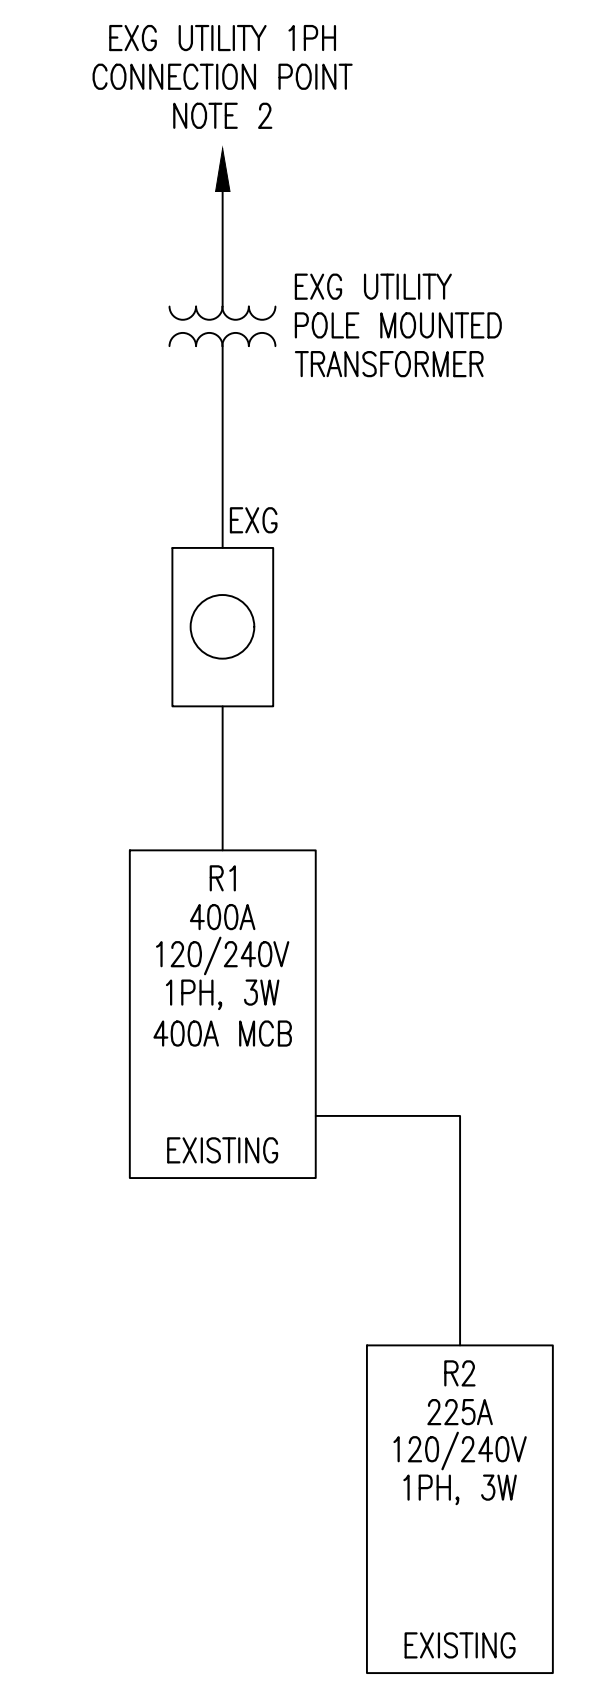 EXG UTILITY 1PH
CONNECTION POINT
NOTE 2
EXG UTILITY
POLE MOUNTED
TRANSFORMER
EXG
R1
400A
120/240V
1PH, 3W
400A MCB
EXISTING
R2
225A
120/240V
1PH, 3W
EXISTING